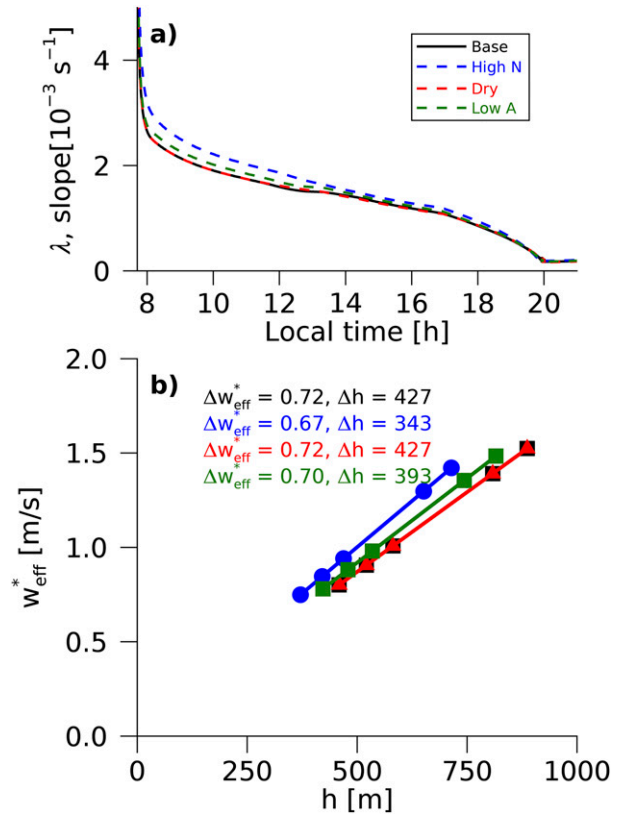 a)
Base
High N
Dry
Low A
4
2
0
λ, slope[10⁻³ s⁻¹]
8 10 12 14 16 18 20
Local time [h]
b)
Δw*eff = 0.72, Δh = 427
Δw*eff = 0.67, Δh = 343
Δw*eff = 0.72, Δh = 427
Δw*eff = 0.70, Δh = 393
2.0
1.5
1.0
0.5
0.0
w*eff [m/s]
0 250 500 750 1000
h [m]